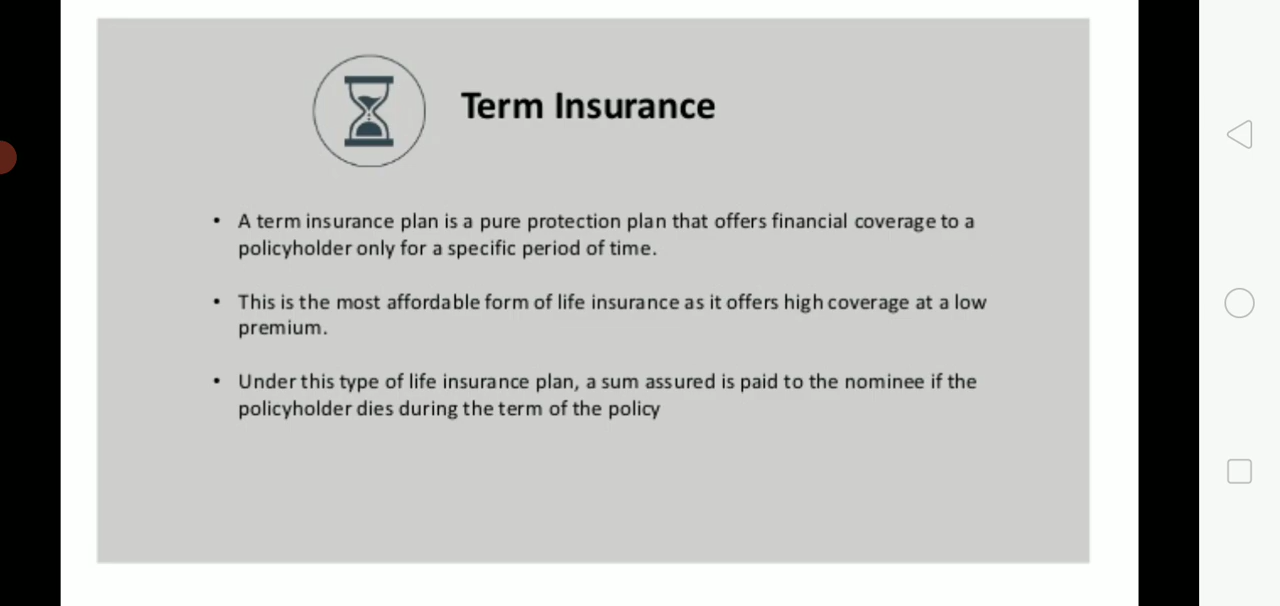 Term Insurance
• A term insurance plan is a pure protection plan that offers financial coverage to a
policyholder only for a specific period of time.
• This is the most affordable form of life insurance as it offers high coverage at a low
premium.
• Under this type of life insurance plan, a sum assured is paid to the nominee if the
policyholder dies during the term of the policy